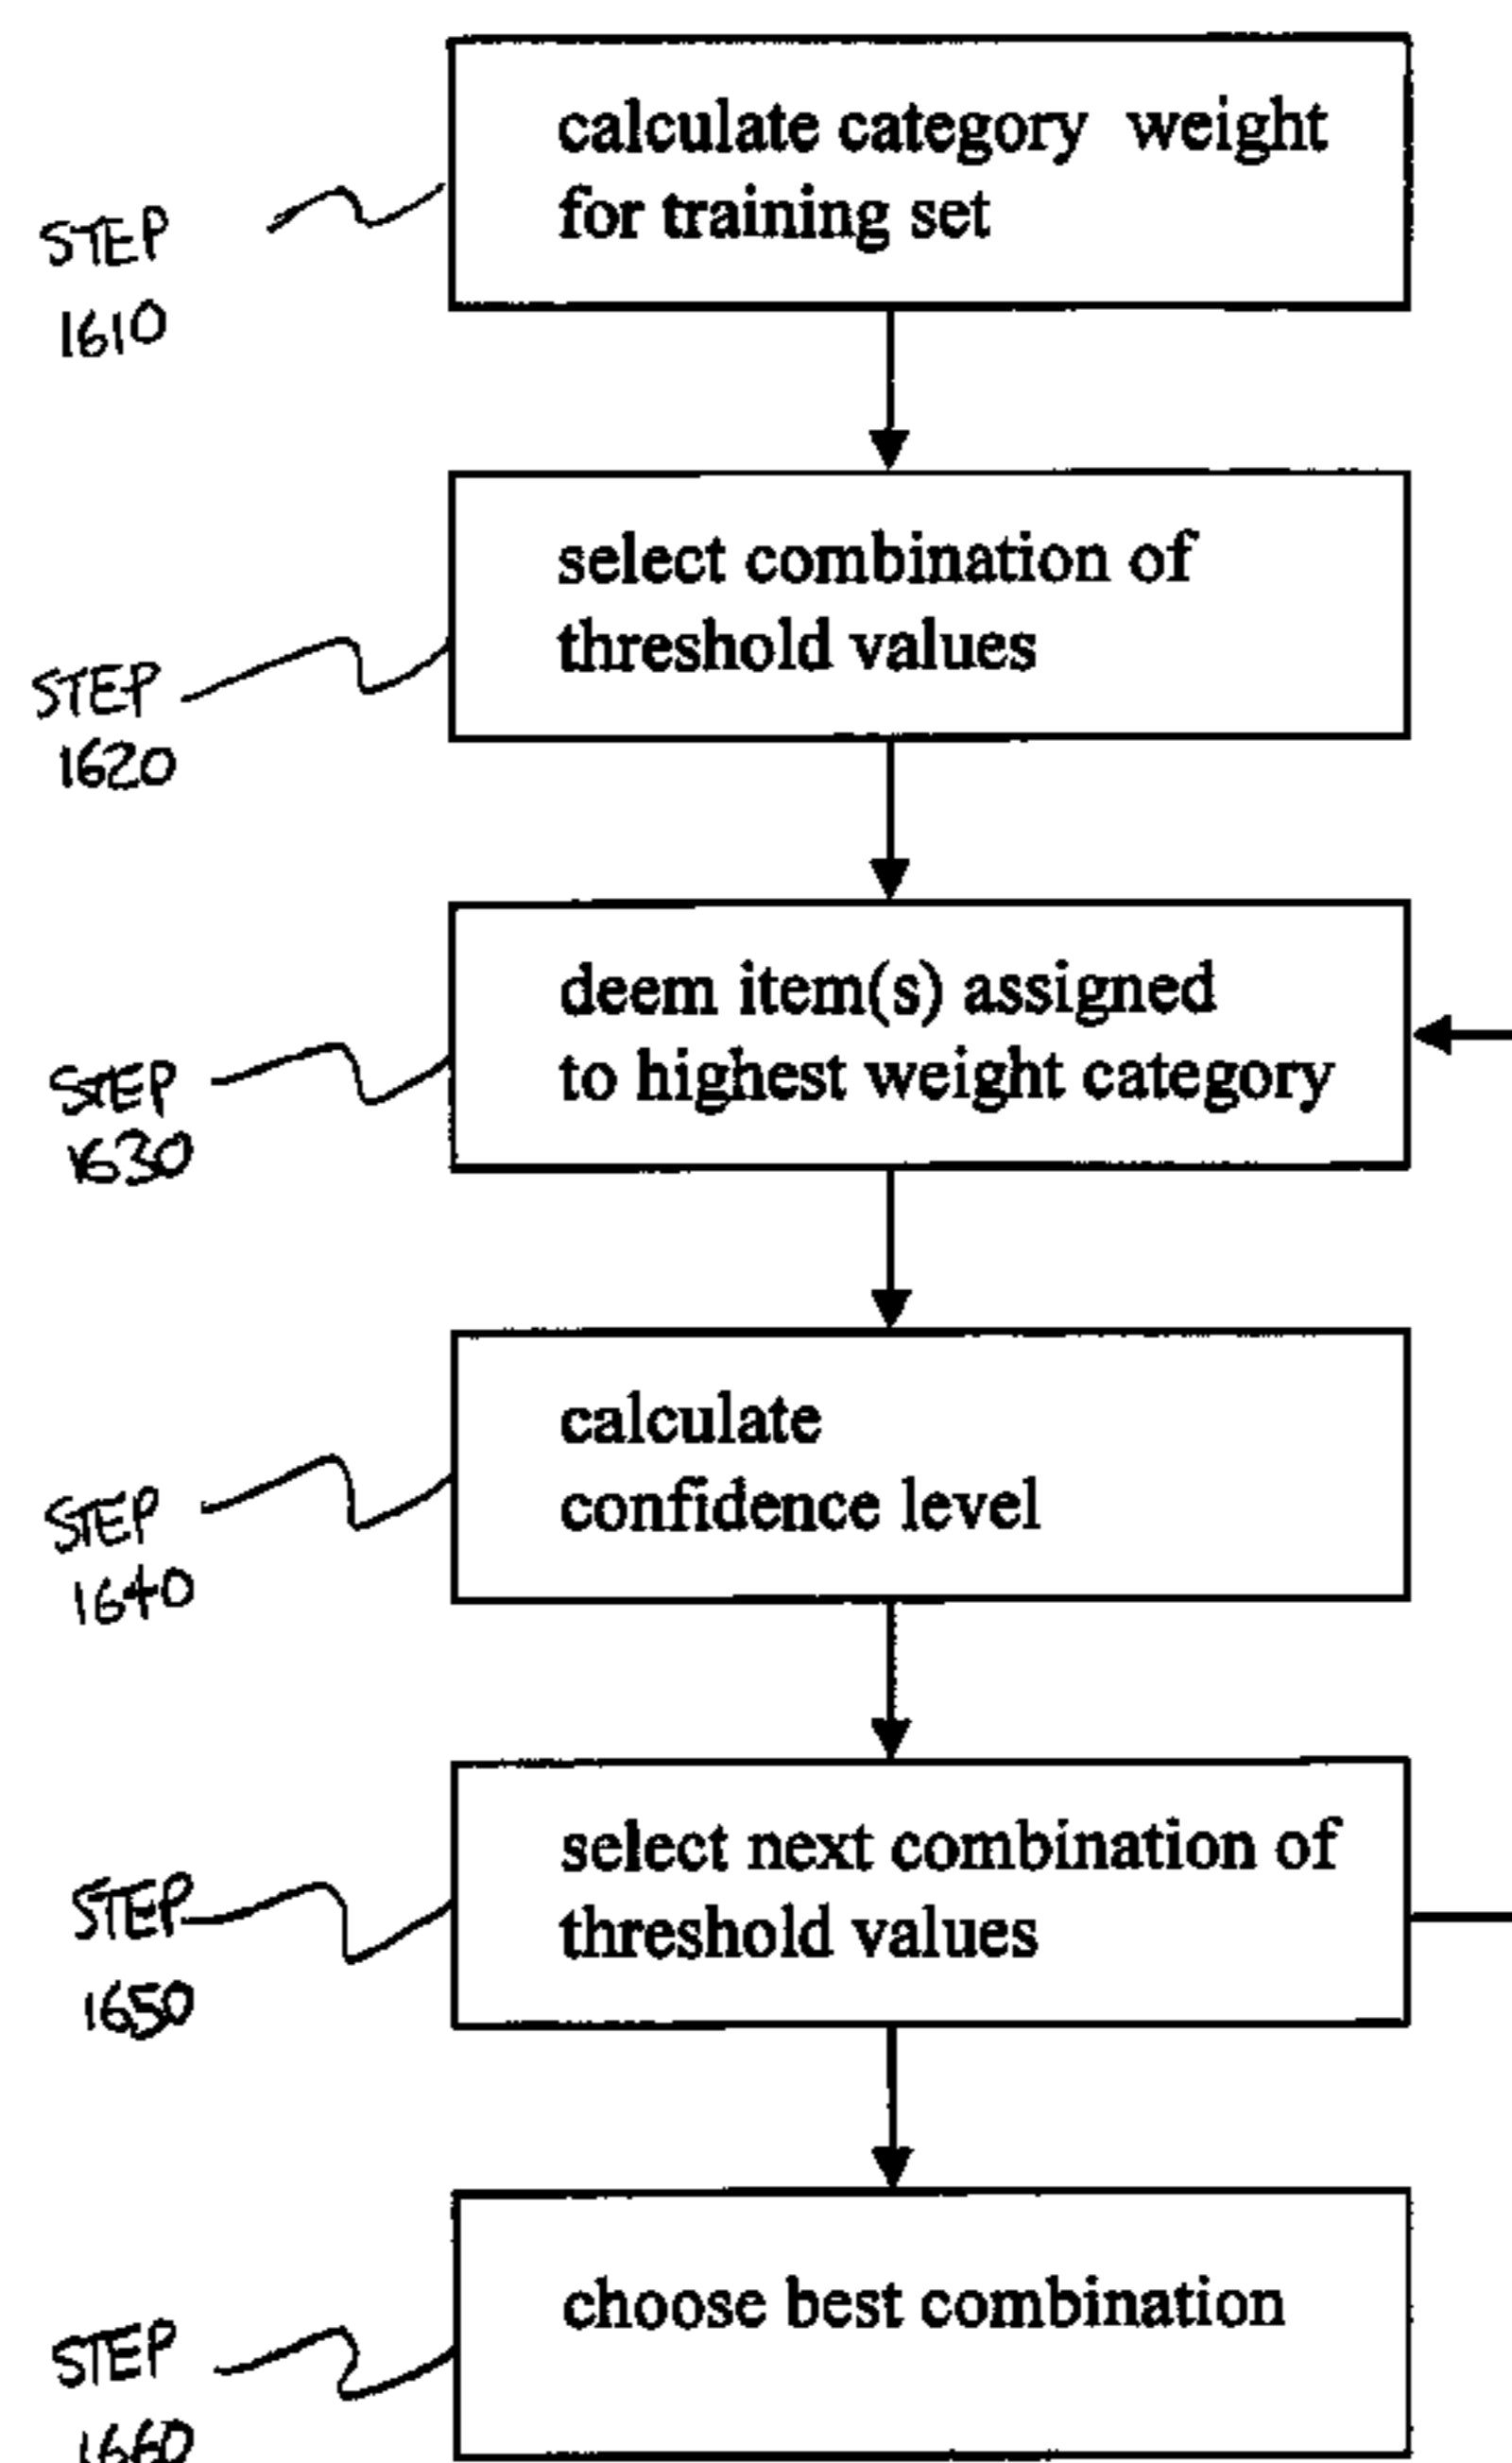 calculate category weight
for training set
STEP
1610
select combination of
threshold values
STEP
1620
deem item(s) assigned
to highest weight category
STEP
1630
calculate
confidence level
STEP
1640
select next combination of
threshold values
STEP
1650
choose best combination
STEP
1660